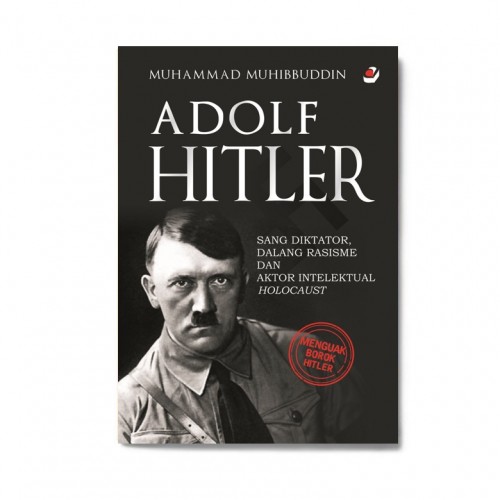 MUHAMMAD MUHIBBUDDIN
ADOLF
HITLER
SANG DIKTATOR,
DALANG RASISME
DAN
AKTOR INTELEKTUAL
HOLOCAUST
MENGUAK
BOROK
HITLER